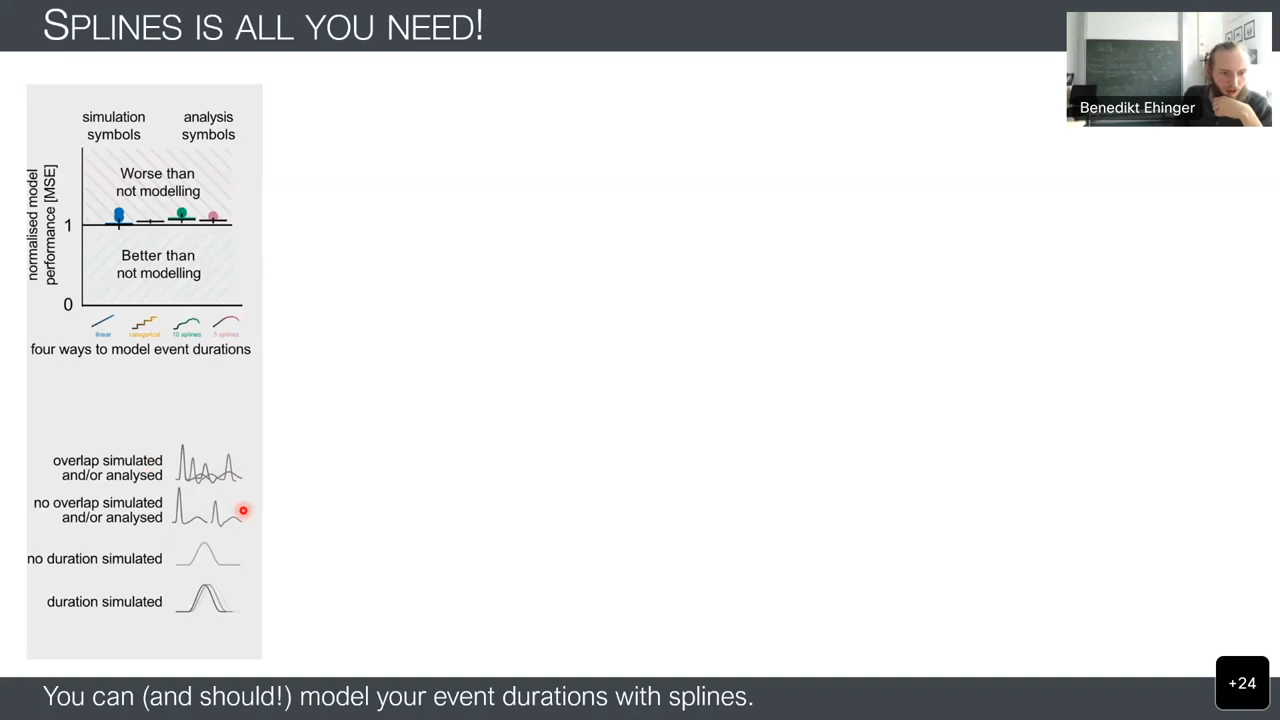 SPLINES IS ALL YOU NEED!
Benedikt Ehinger
simulation
symbols
analysis
symbols
normalised model
performance [MSE]
Worse than
not modelling
1
Better than
not modelling
0
linear
categorical
10 splines
5 splines
four ways to model event durations
overlap simulated
and/or analysed
no overlap simulated
and/or analysed
no duration simulated
duration simulated
You can (and should!) model your event durations with splines.
+24